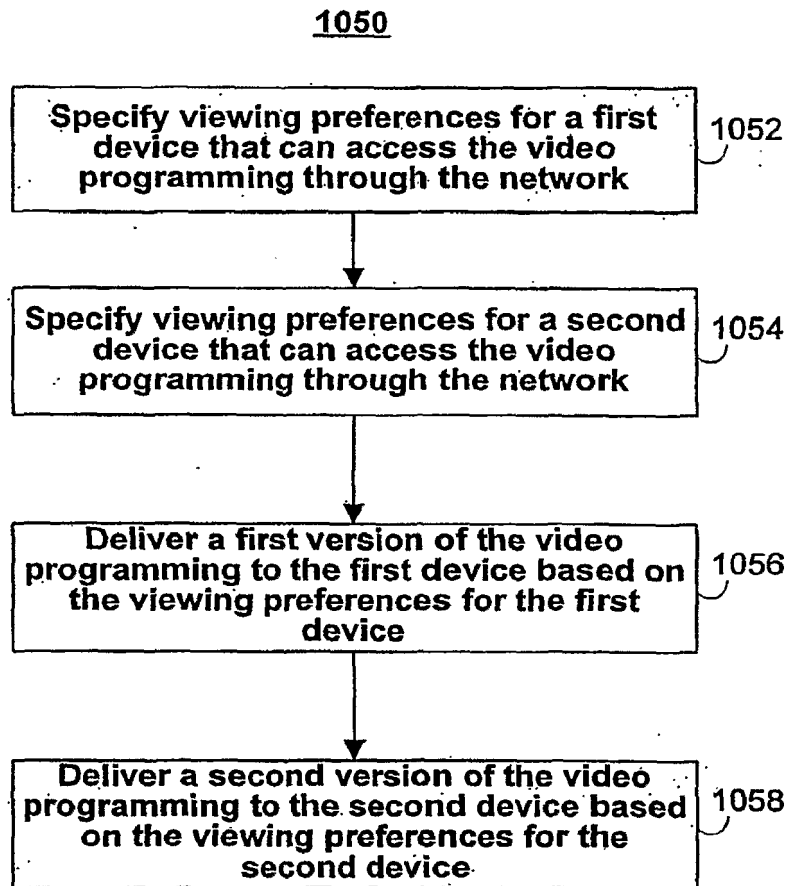 1050
Specify viewing preferences for a first
device that can access the video
programming through the network
1052
Specify viewing preferences for a second
device that can access the video
programming through the network
1054
Deliver a first version of the video
programming to the first device based on
the viewing preferences for the first
device
1056
Deliver a second version of the video
programming to the second device based
on the viewing preferences for the
second device
1058